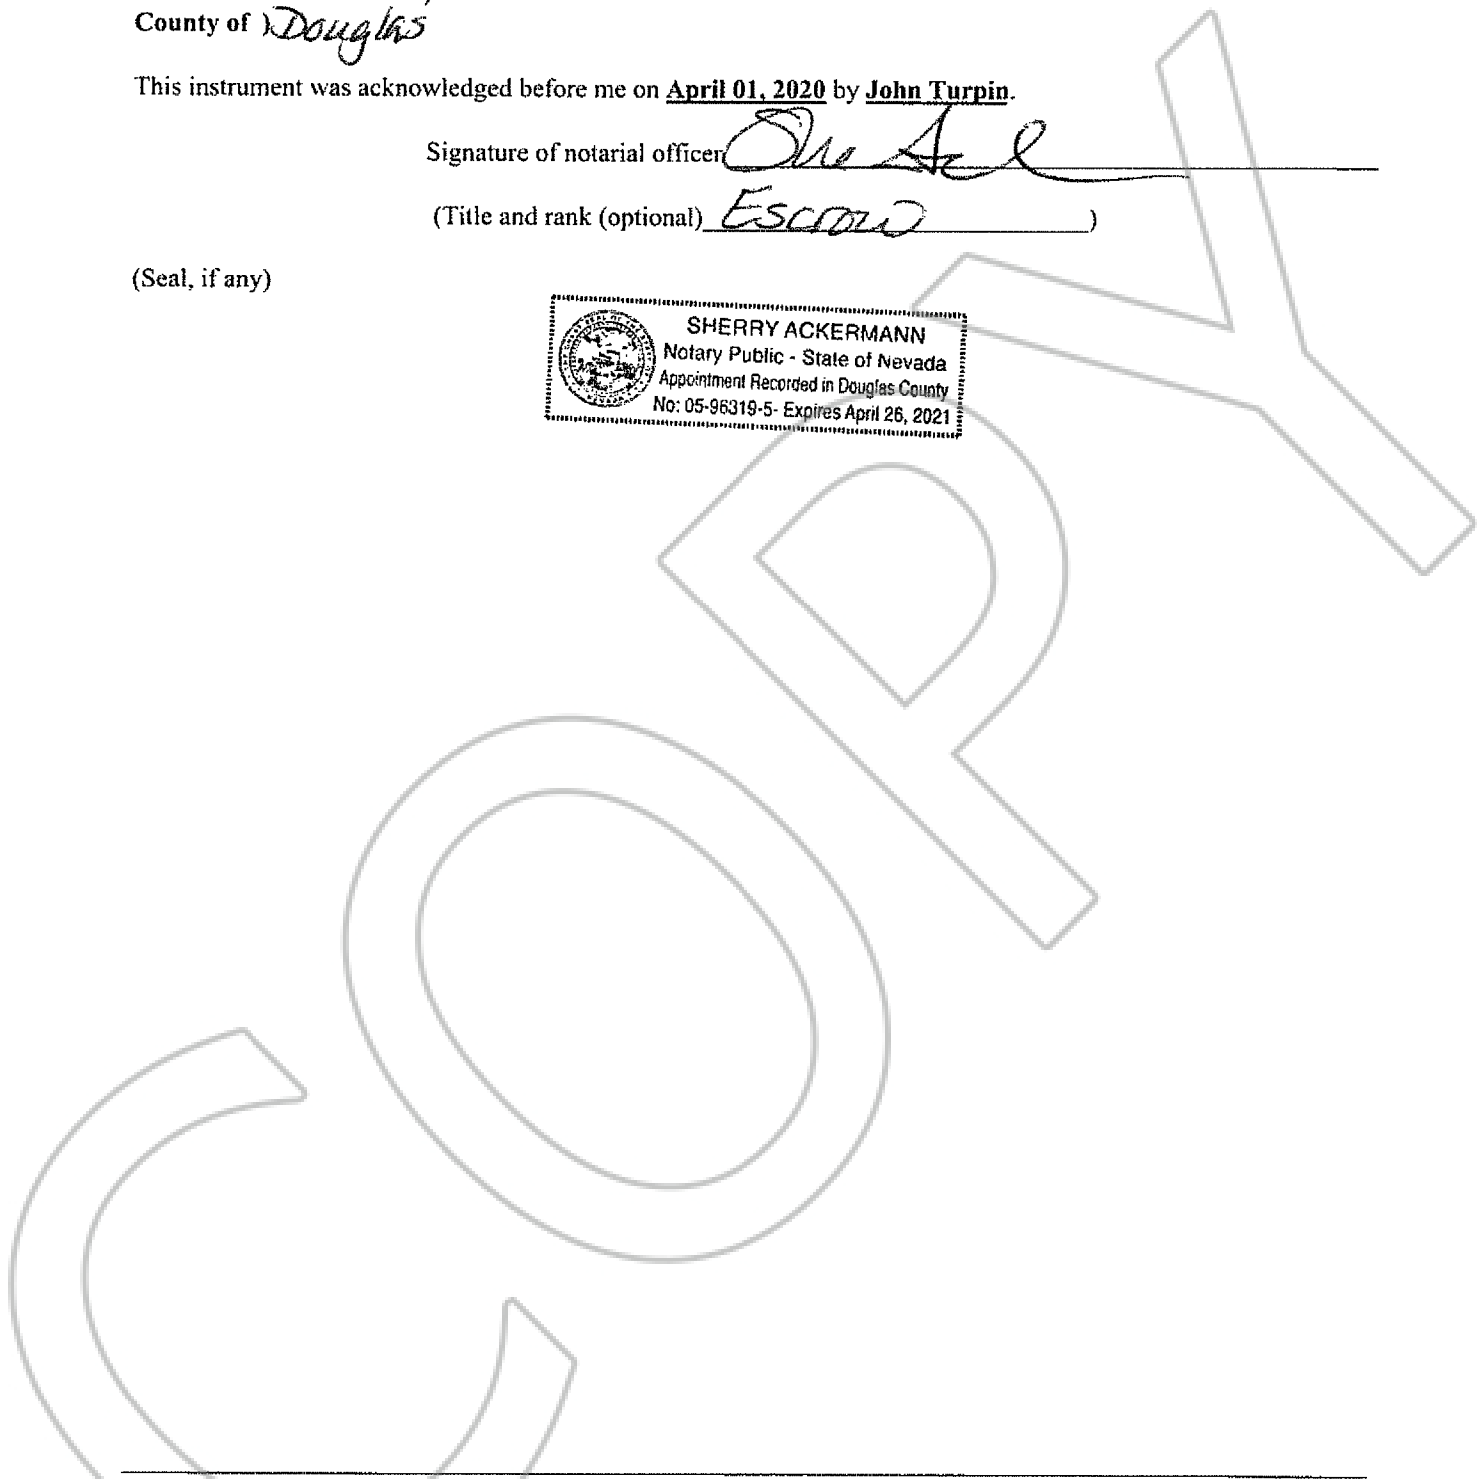 County of ) Douglas
This instrument was acknowledged before me on April 01, 2020 by John Turpin.
Signature of notarial officer
(Title and rank (optional) Escrow )
(Seal, if any)
SHERRY ACKERMANN
Notary Public - State of Nevada
Appointment Recorded in Douglas County
No: 05-96319-5- Expires April 26, 2021
COPY